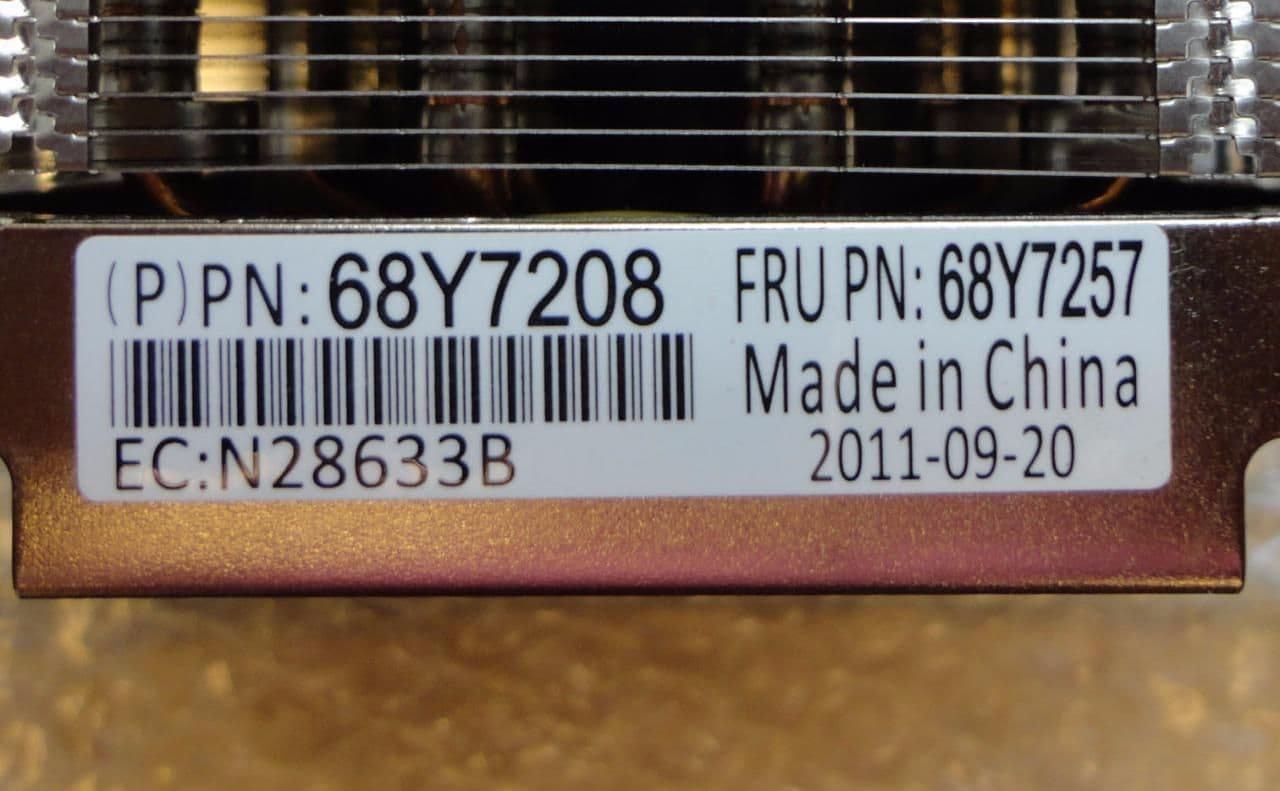 (P)PN:68Y7208
EC:N28633B
FRU PN: 68Y7257
Made in China
2011-09-20